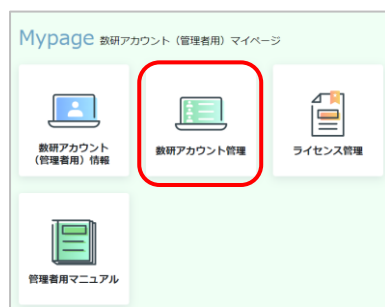 Mypage 数研アカウント（管理者用）マイページ
数研アカウント
（管理者用）情報
数研アカウント管理
ライセンス管理
管理者用マニュアル